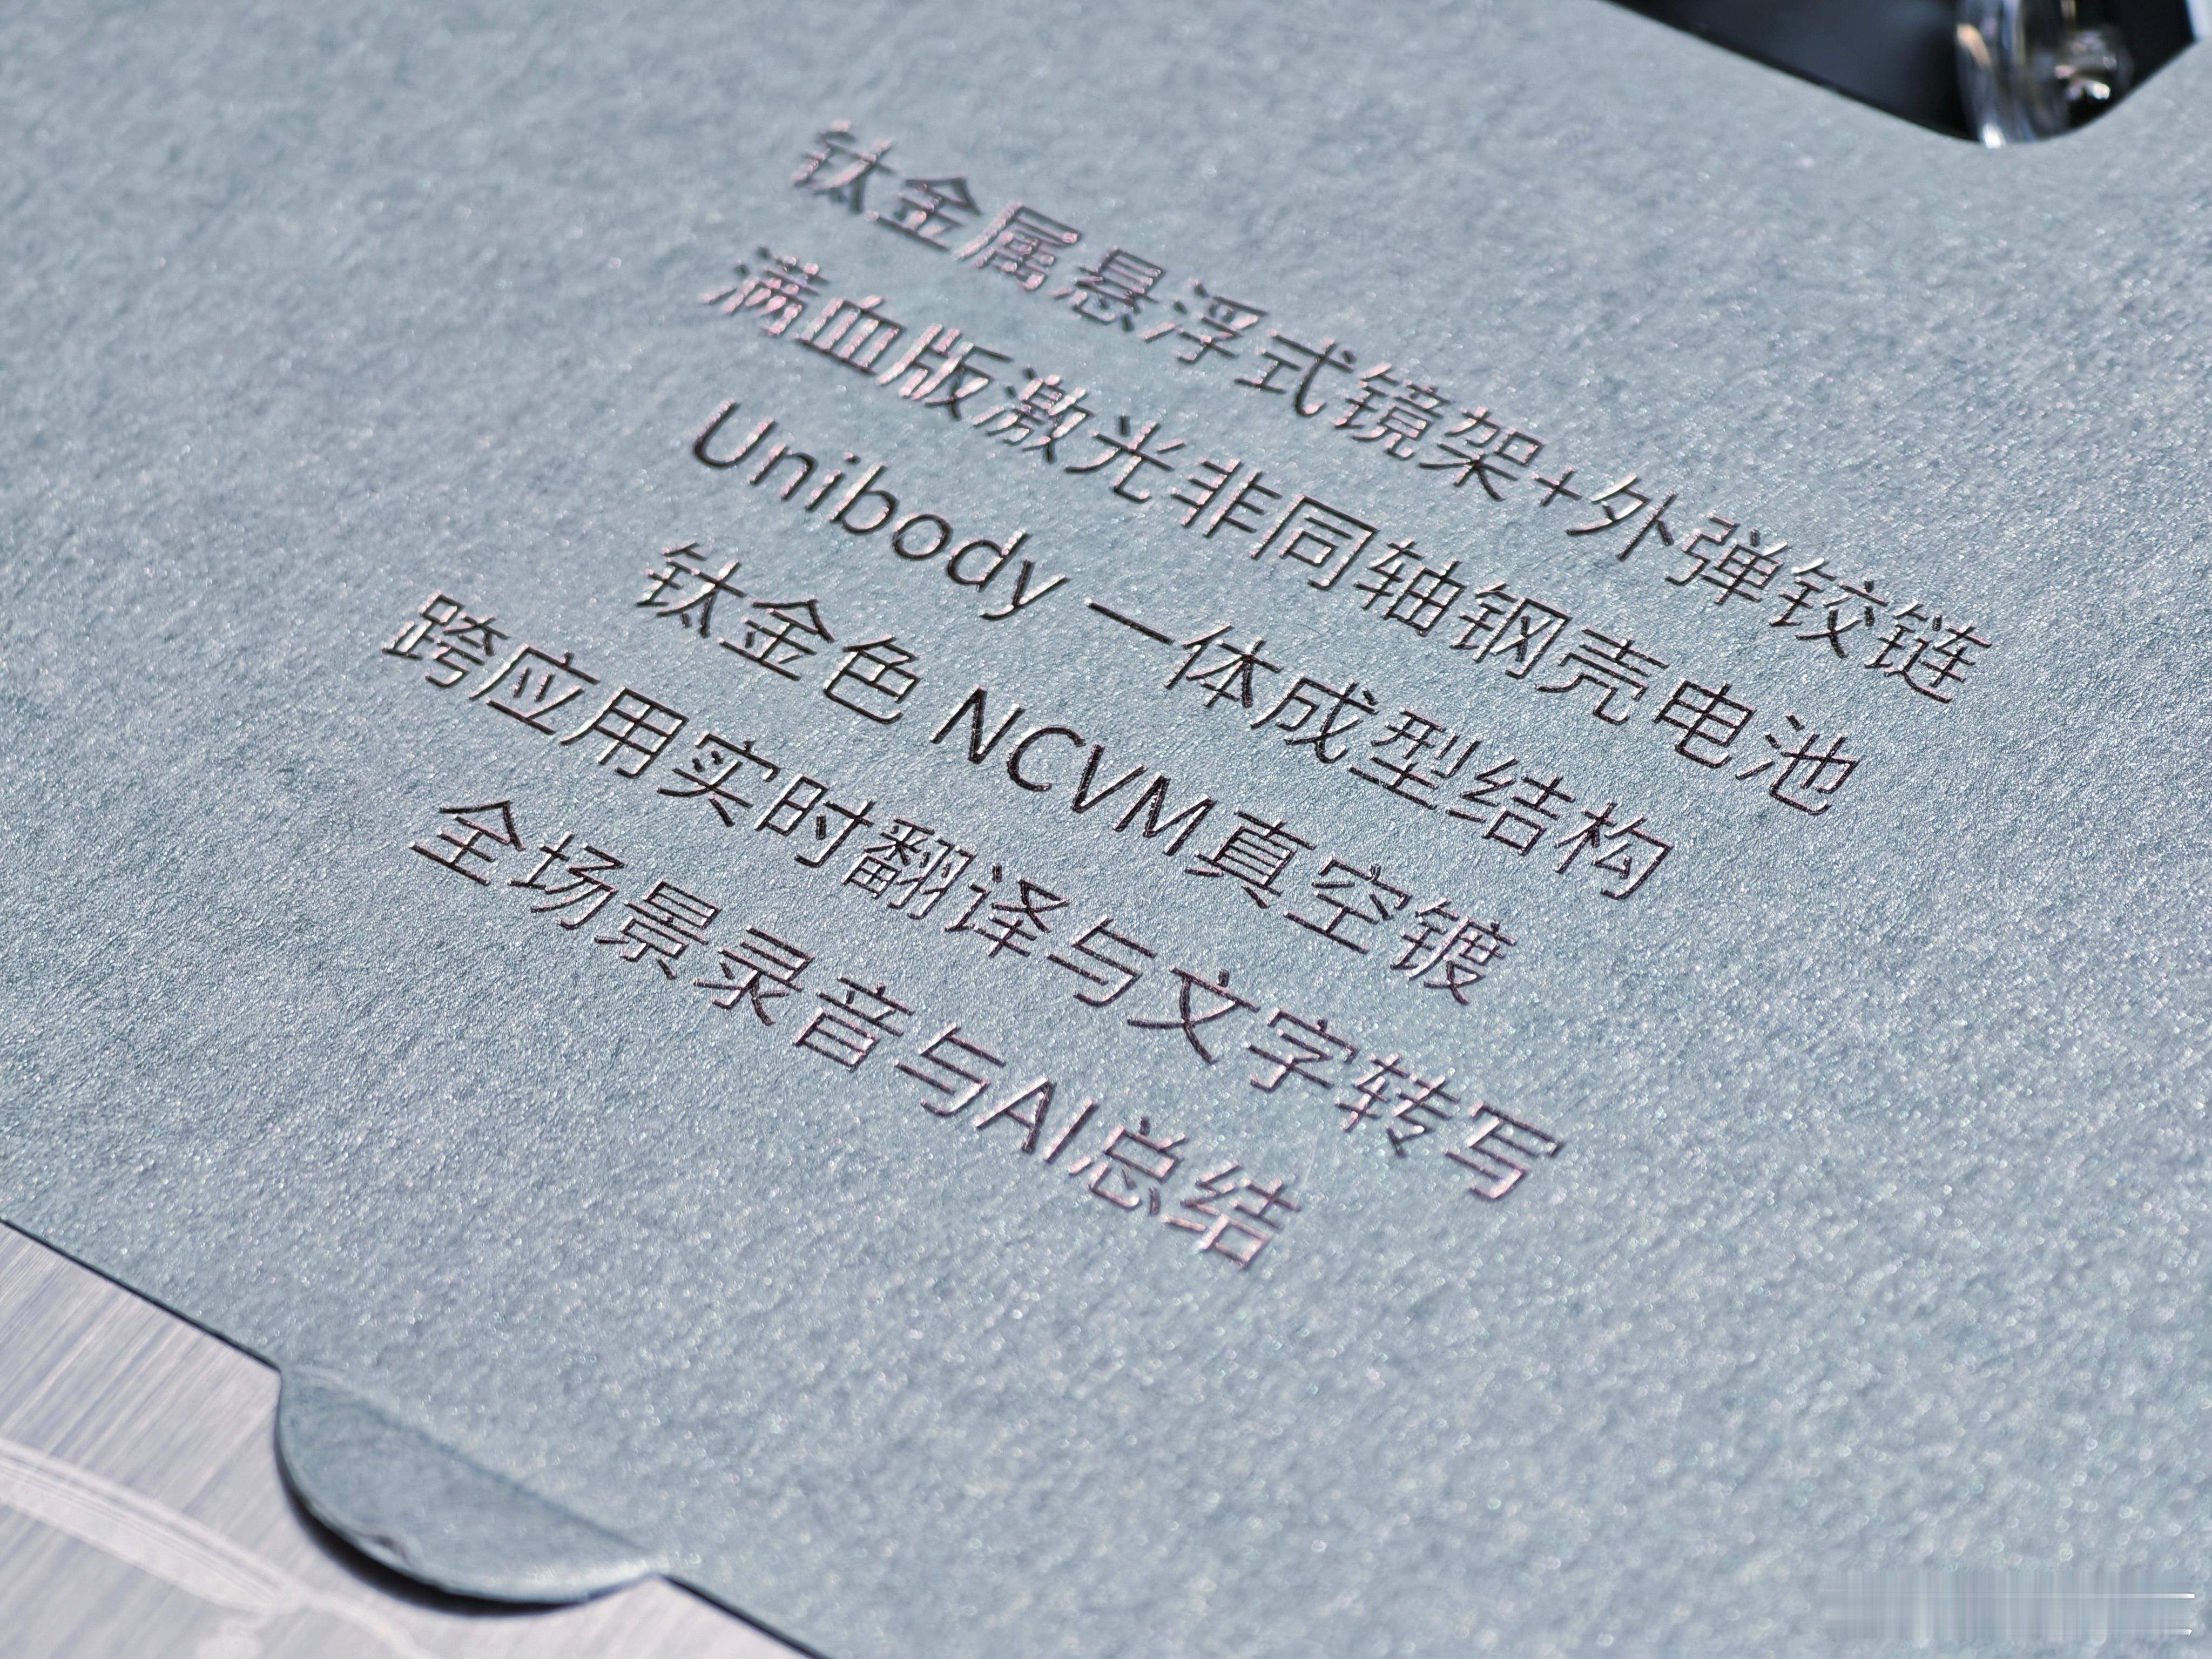 钛金属悬浮式镜架+外弹铰链
满血版激光非同轴钢壳电池
Unibody 一体成型结构
钛金色 NCVM真空镀
跨应用实时翻译与文字转写
全场景录音与AI总结